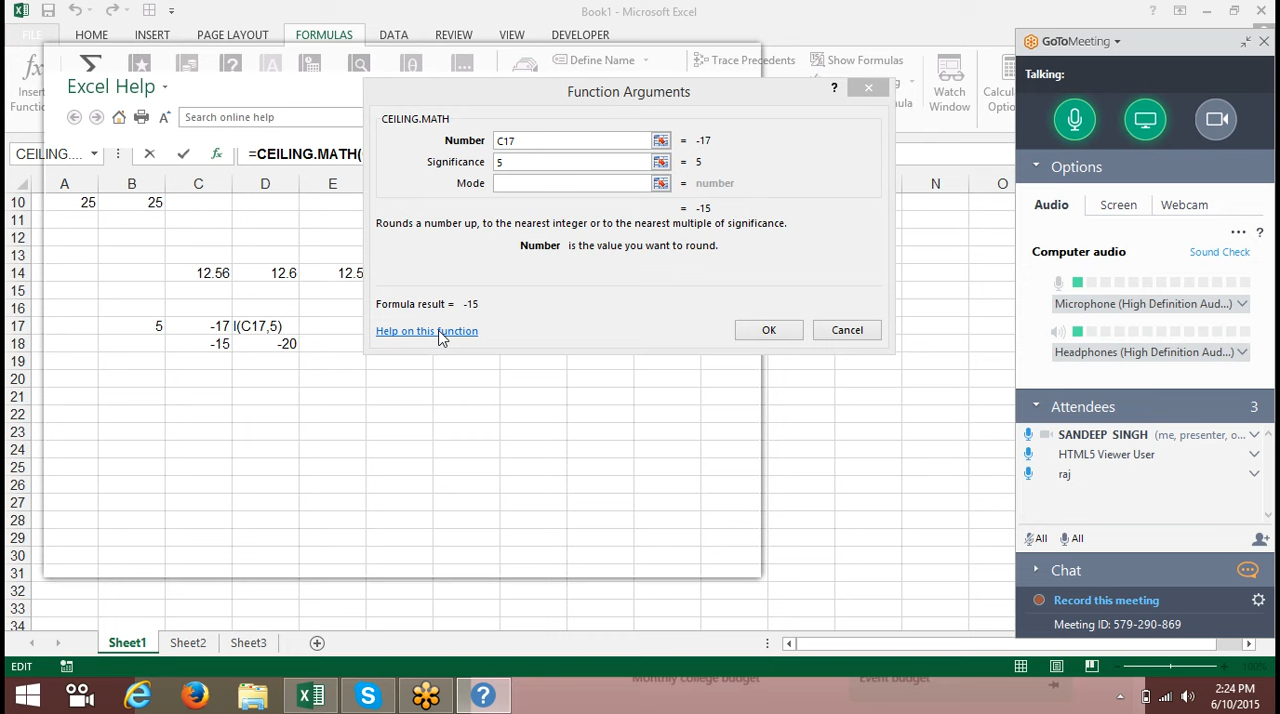 Book1 - Microsoft Excel
FILE HOME INSERT PAGE LAYOUT FORMULAS DATA REVIEW VIEW DEVELOPER
Insert
Function
Define Name
Trace Precedents
Show Formulas
Watch
Window
Excel Help
Search online help
CEILING....
=CEILING.MATH(
Function Arguments
?
CEILING.MATH
Number C17 = -17
Significance 5 = 5
Mode = number
= -15
Rounds a number up, to the nearest integer or to the nearest multiple of significance.
Number is the value you want to round.
Formula result = -15
Help on this function
OK Cancel
A B C D E N O
10 25 25
11
12
13
14 12.56 12.6 12.5
15
16
17 5 -17 I(C17,5)
18 -15 -20
19
20
21
22
23
24
25
26
27
28
29
30
31
32
33
34
Sheet1 Sheet2 Sheet3
EDIT
100%
Monthly college budget
Event budget
2:24 PM
6/10/2015
GoToMeeting
Talking:
Options
Audio Screen Webcam
... ?
Computer audio Sound Check
Microphone (High Definition Aud...)
Headphones (High Definition Aud...)
Attendees 3
SANDEEP SINGH (me, presenter, o...
HTML5 Viewer User
raj
All All
Chat
Record this meeting
Meeting ID: 579-290-869